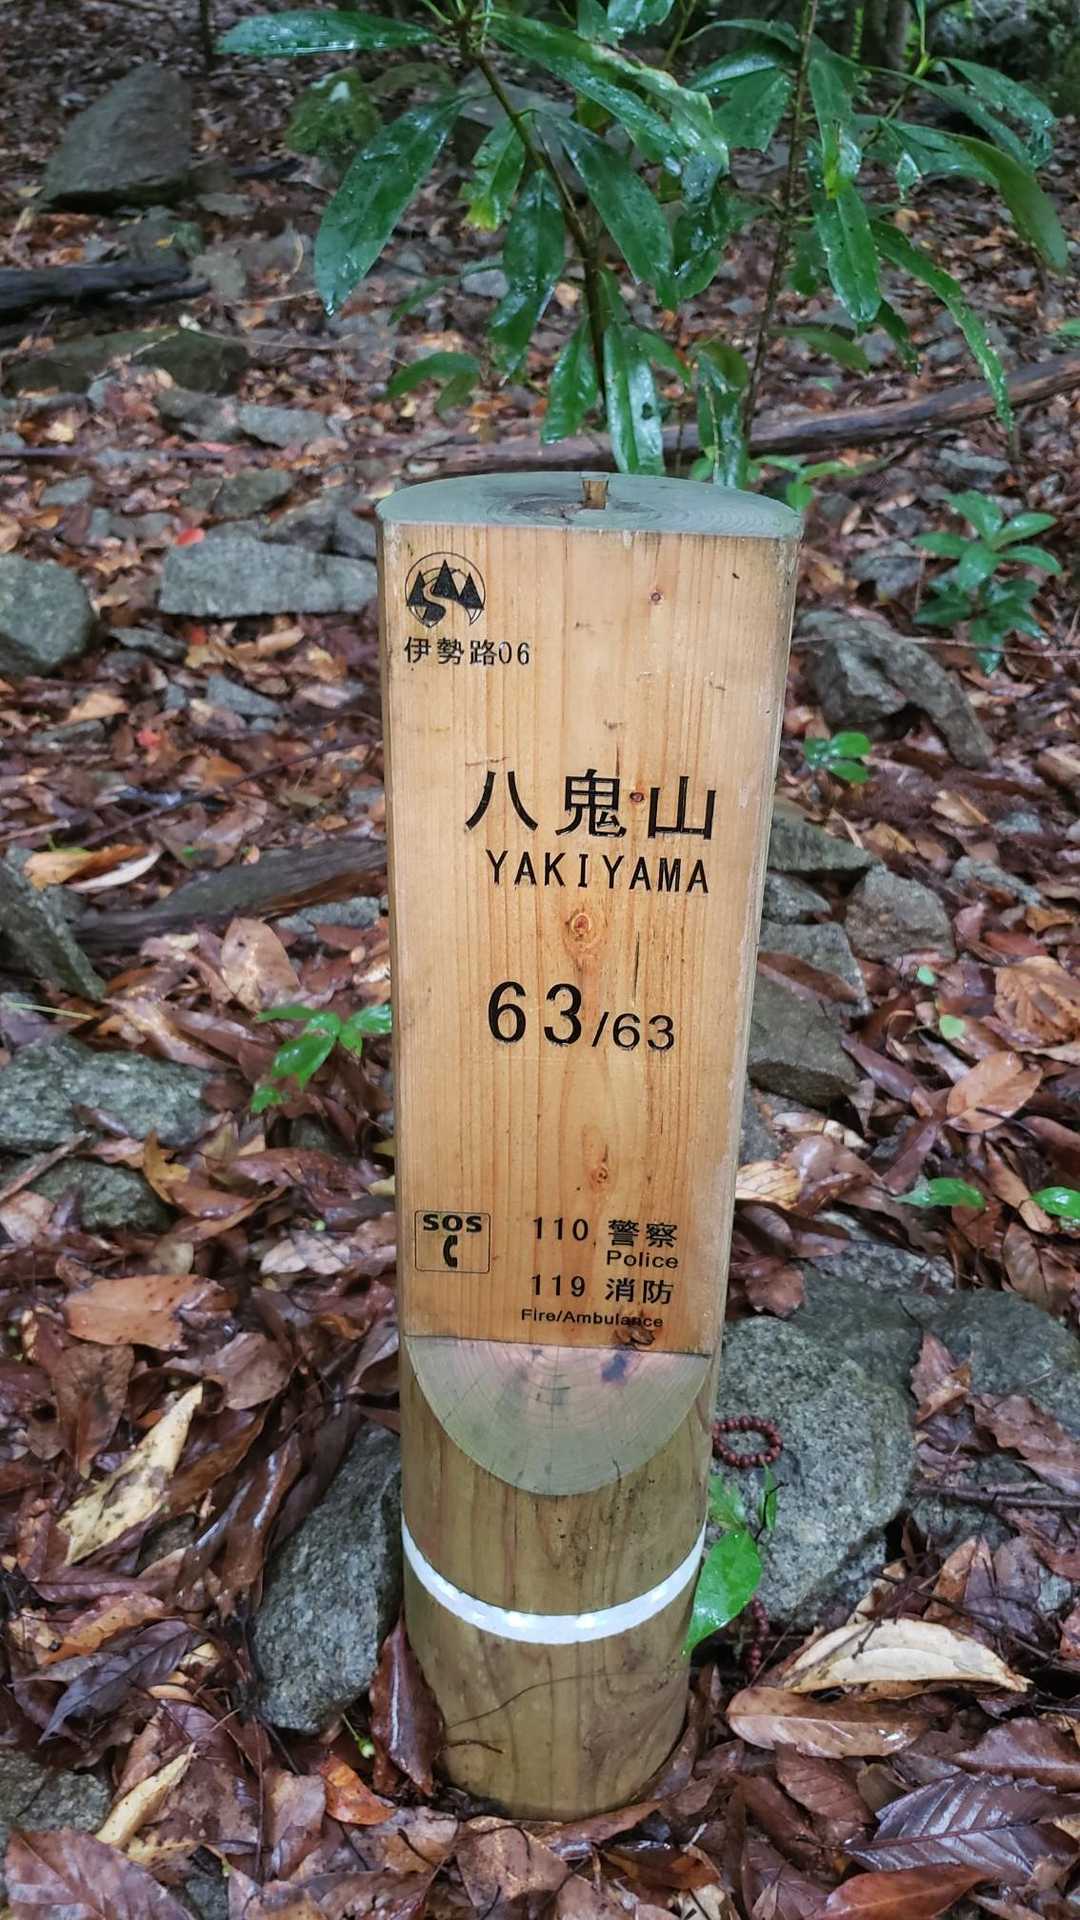 伊勢路06
八鬼山
YAKIYAMA
63/63
SOS
110 警察
Police
119 消防
Fire/Ambulance